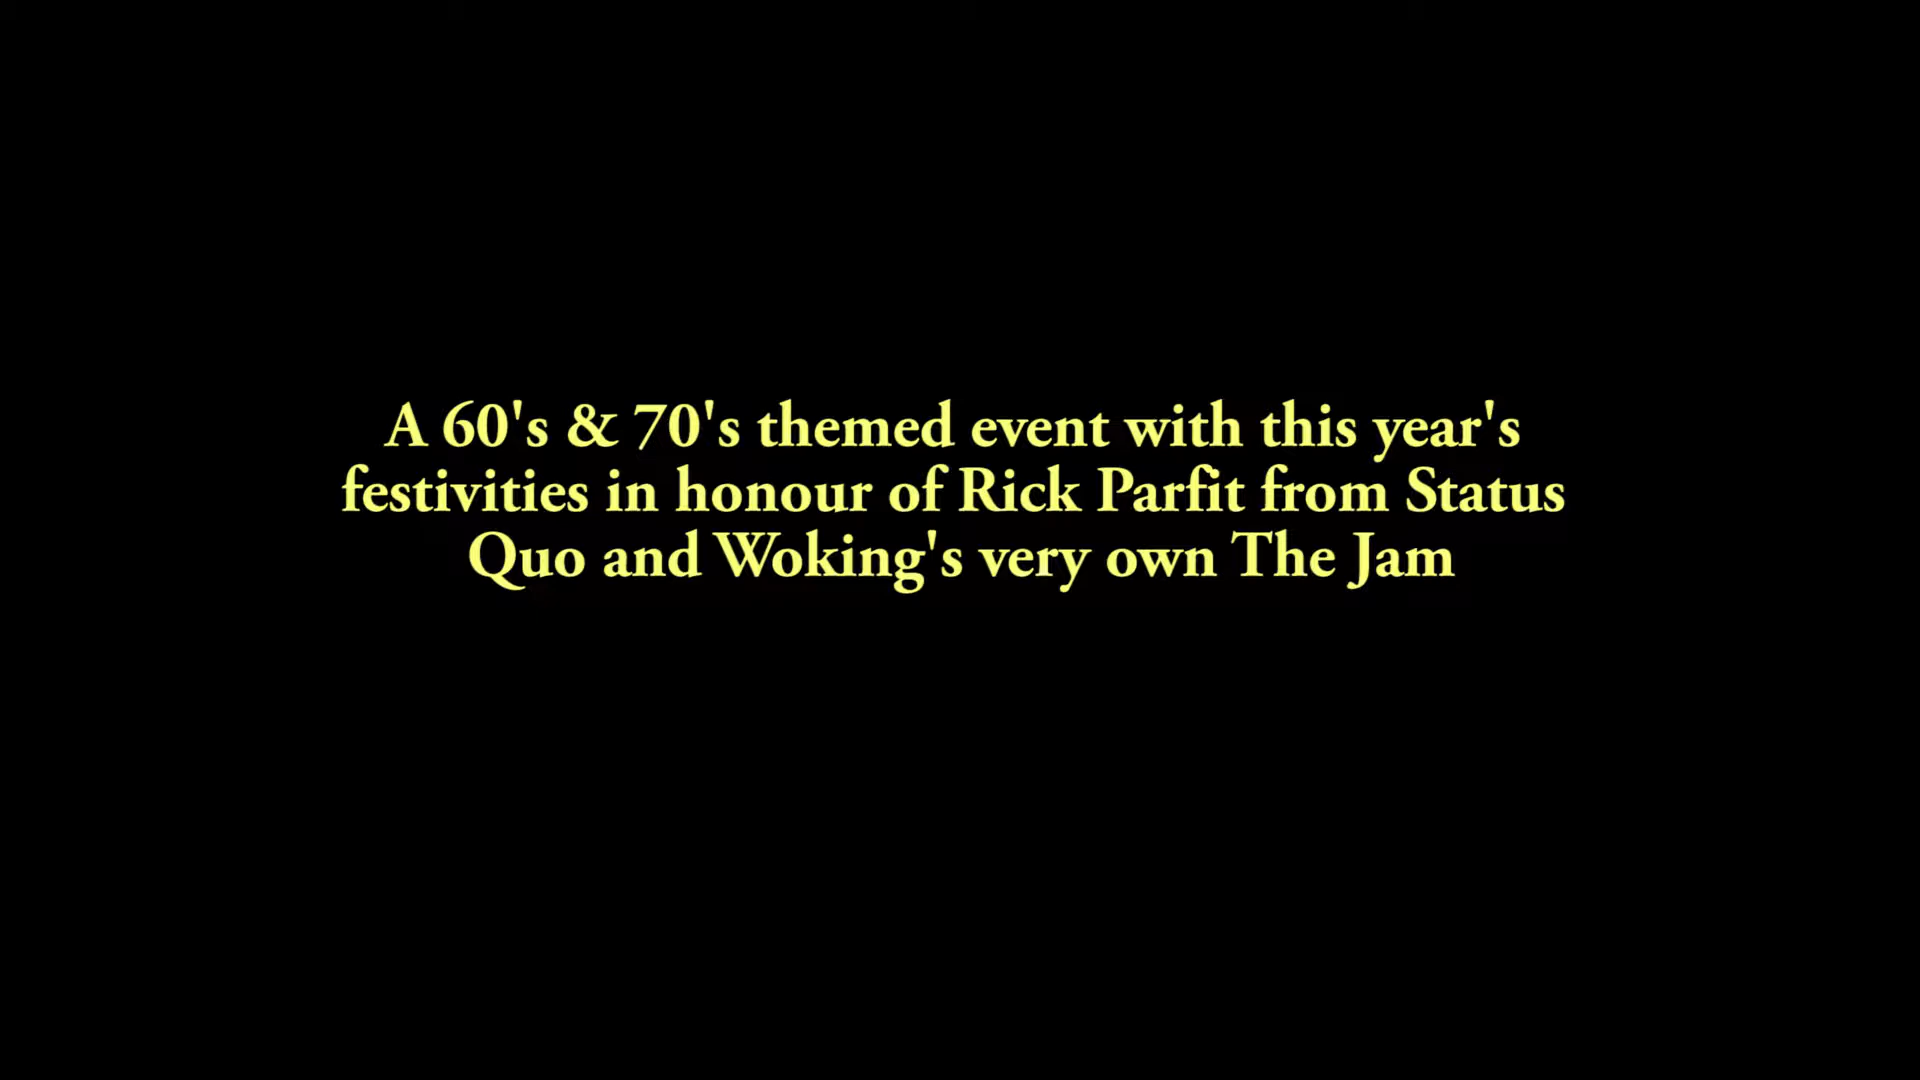 A 60's & 70's themed event with this year's
festivities in honour of Rick Parfit from Status
Quo and Woking's very own The Jam